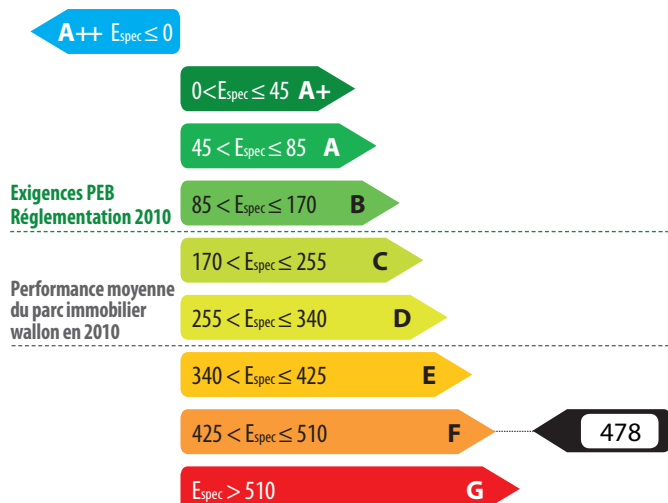 A++ Espec ≤ 0
0<Espec ≤ 45 A+
45 < Espec ≤ 85 A
Exigences PEB
Réglementation 2010
85 < Espec ≤ 170 B
170 < Espec ≤ 255 C
Performance moyenne
du parc immobilier
wallon en 2010
255 < Espec ≤ 340 D
340 < Espec ≤ 425 E
425 < Espec ≤ 510 F
478
Espec > 510 G